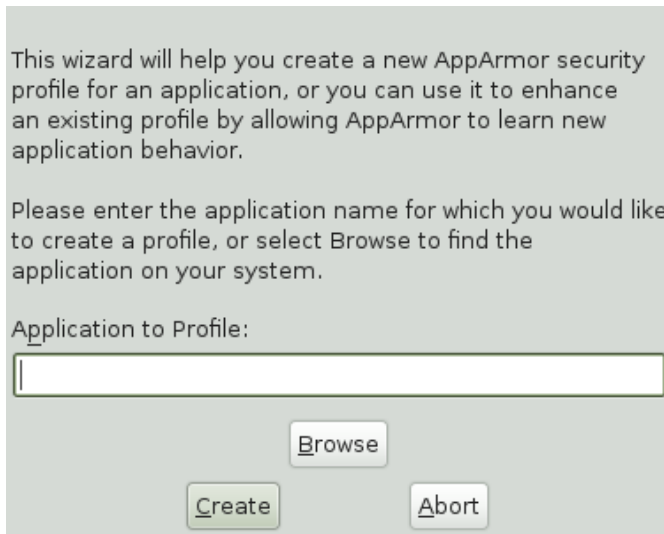 This wizard will help you create a new AppArmor security
profile for an application, or you can use it to enhance
an existing profile by allowing AppArmor to learn new
application behavior.
Please enter the application name for which you would like
to create a profile, or select Browse to find the
application on your system.
Application to Profile:
Browse
Create Abort